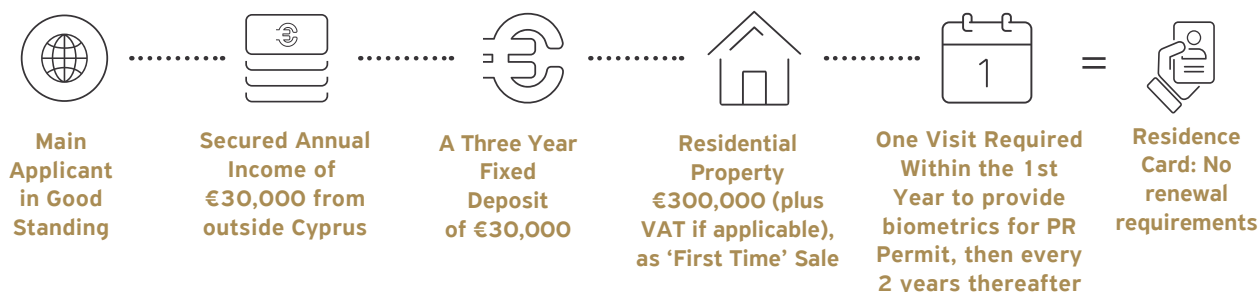 1
=
Main
Applicant
in Good
Standing
Secured Annual
Income of
€30,000 from
outside Cyprus
A Three Year
Fixed
Deposit
of €30,000
Residential
Property
€300,000 (plus
VAT if applicable),
as ‘First Time’ Sale
One Visit Required
Within the 1st
Year to provide
biometrics for PR
Permit, then every
2 years thereafter
Residence
Card: No
renewal
requirements